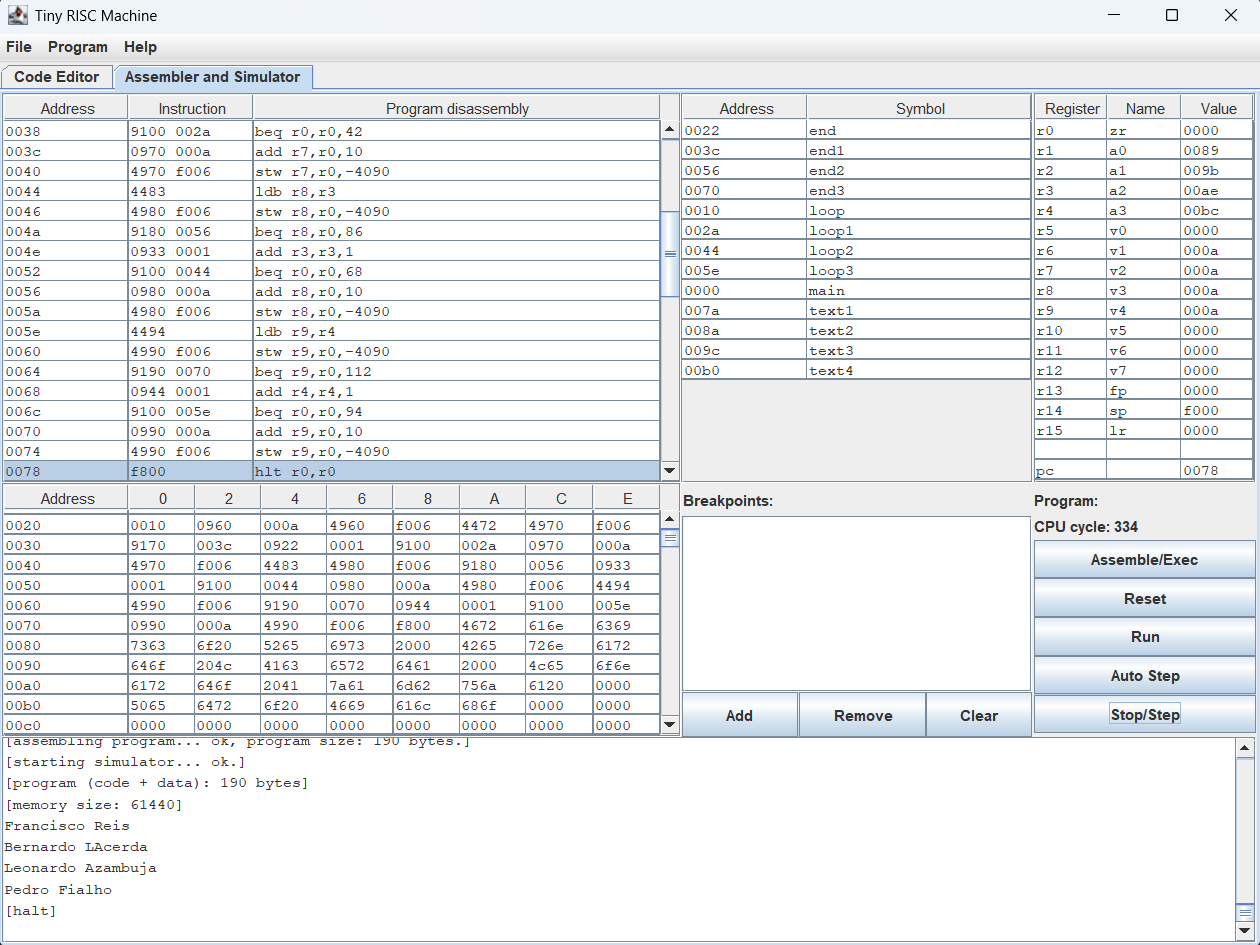 Tiny RISC Machine
File Program Help
Code Editor Assembler and Simulator
Address Instruction Program disassembly
0038 9100 002a beq r0,r0,42
003c 0970 000a add r7,r0,10
0040 4970 f006 stw r7,r0,-4090
0044 4483 ldb r8,r3
0046 4980 f006 stw r8,r0,-4090
004a 9180 0056 beq r8,r0,86
004e 0933 0001 add r3,r3,1
0052 9100 0044 beq r0,r0,68
0056 0980 000a add r8,r0,10
005a 4980 f006 stw r8,r0,-4090
005e 4494 ldb r9,r4
0060 4990 f006 stw r9,r0,-4090
0064 9190 0070 beq r9,r0,112
0068 0944 0001 add r4,r4,1
006c 9100 005e beq r0,r0,94
0070 0990 000a add r9,r0,10
0074 4990 f006 stw r9,r0,-4090
0078 f800 hlt r0,r0
Address Symbol
0022 end
003c end1
0056 end2
0070 end3
0010 loop
002a loop1
0044 loop2
005e loop3
0000 main
007a text1
008a text2
009c text3
00b0 text4
Register Name Value
r0 zr 0000
r1 a0 0089
r2 a1 009b
r3 a2 00ae
r4 a3 00bc
r5 v0 0000
r6 v1 000a
r7 v2 000a
r8 v3 000a
r9 v4 000a
r10 v5 0000
r11 v6 0000
r12 v7 0000
r13 fp 0000
r14 sp f000
r15 lr 0000
pc 0078
Address 0 2 4 6 8 A C E
0020 0010 0960 000a 4960 f006 4472 4970 f006
0030 9170 003c 0922 0001 9100 002a 0970 000a
0040 4970 f006 4483 4980 f006 9180 0056 0933
0050 0001 9100 0044 0980 000a 4980 f006 4494
0060 4990 f006 9190 0070 0944 0001 9100 005e
0070 0990 000a 4990 f006 f800 4672 616e 6369
0080 7363 6f20 5265 6973 2000 4265 726e 6172
0090 646f 204c 4163 6572 6461 2000 4c65 6f6e
00a0 6172 646f 2041 7a61 6d62 756a 6120 0000
00b0 5065 6472 6f20 4669 616c 686f 0000 0000
00c0 0000 0000 0000 0000 0000 0000 0000 0000
Breakpoints:
Add Remove Clear
Program:
CPU cycle: 334
Assemble/Exec
Reset
Run
Auto Step
Stop/Step
[assembling program... ok, program size: 190 bytes.]
[starting simulator... ok.]
[program (code + data): 190 bytes]
[memory size: 61440]
Francisco Reis
Bernardo LAcerda
Leonardo Azambuja
Pedro Fialho
[halt]